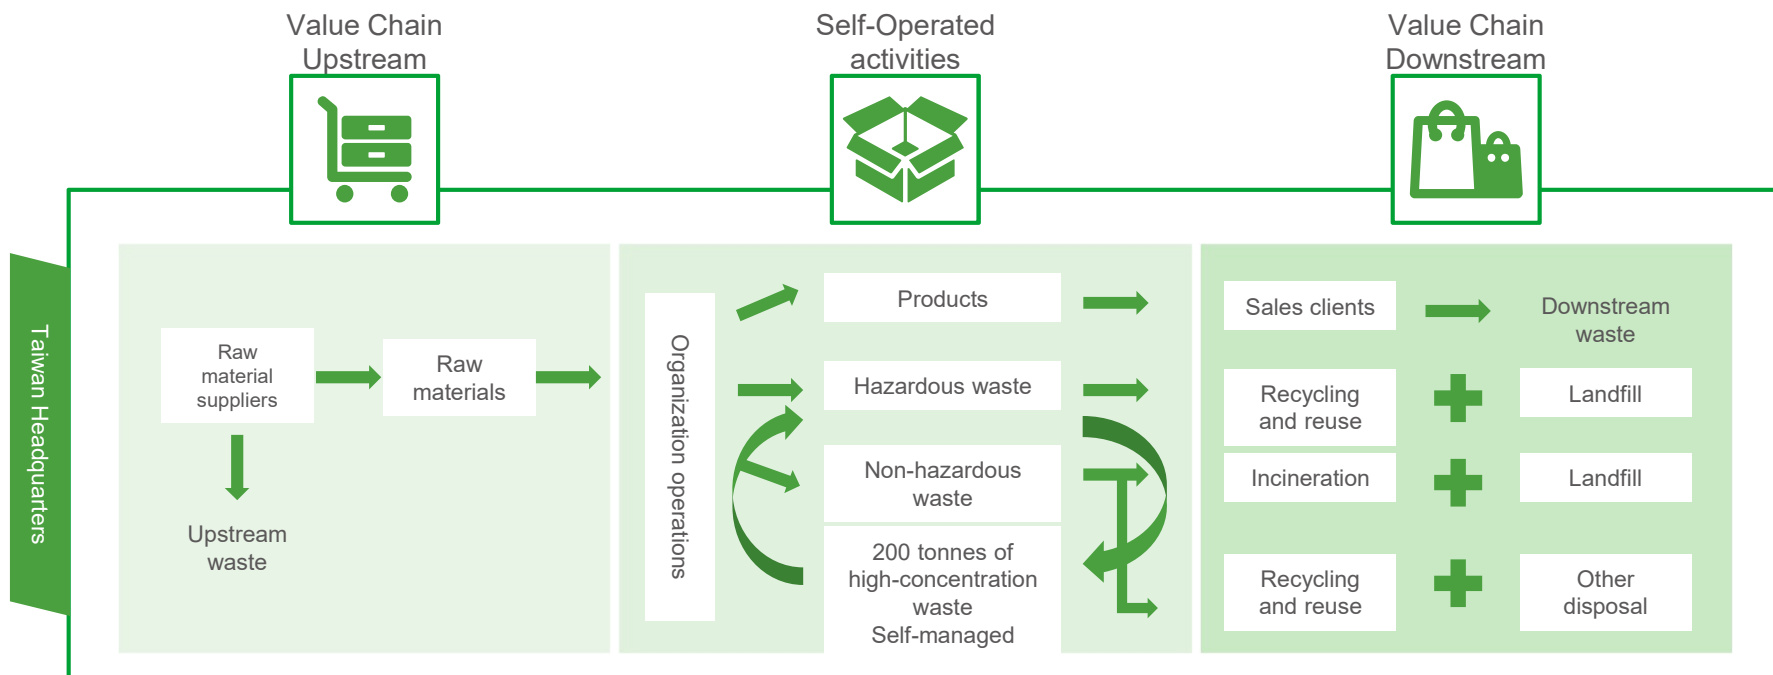 Value Chain
Upstream
Self-Operated
activities
Value Chain
Downstream
Taiwan Headquarters
Raw
material
suppliers
Raw
materials
Upstream
waste
Organization operations
Products
Hazardous waste
Non-hazardous
waste
200 tonnes of
high-concentration
waste
Self-managed
Sales clients
Downstream
waste
Recycling
and reuse
Landfill
Incineration
Landfill
Recycling
and reuse
Other
disposal